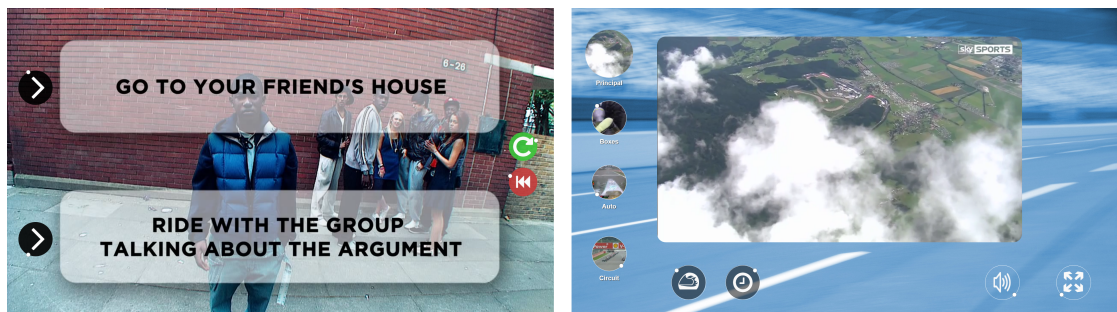 GO TO YOUR FRIEND'S HOUSE
6-26
RIDE WITH THE GROUP
TALKING ABOUT THE ARGUMENT
sky SPORTS
Principal
Boxes
Auto
Circuit